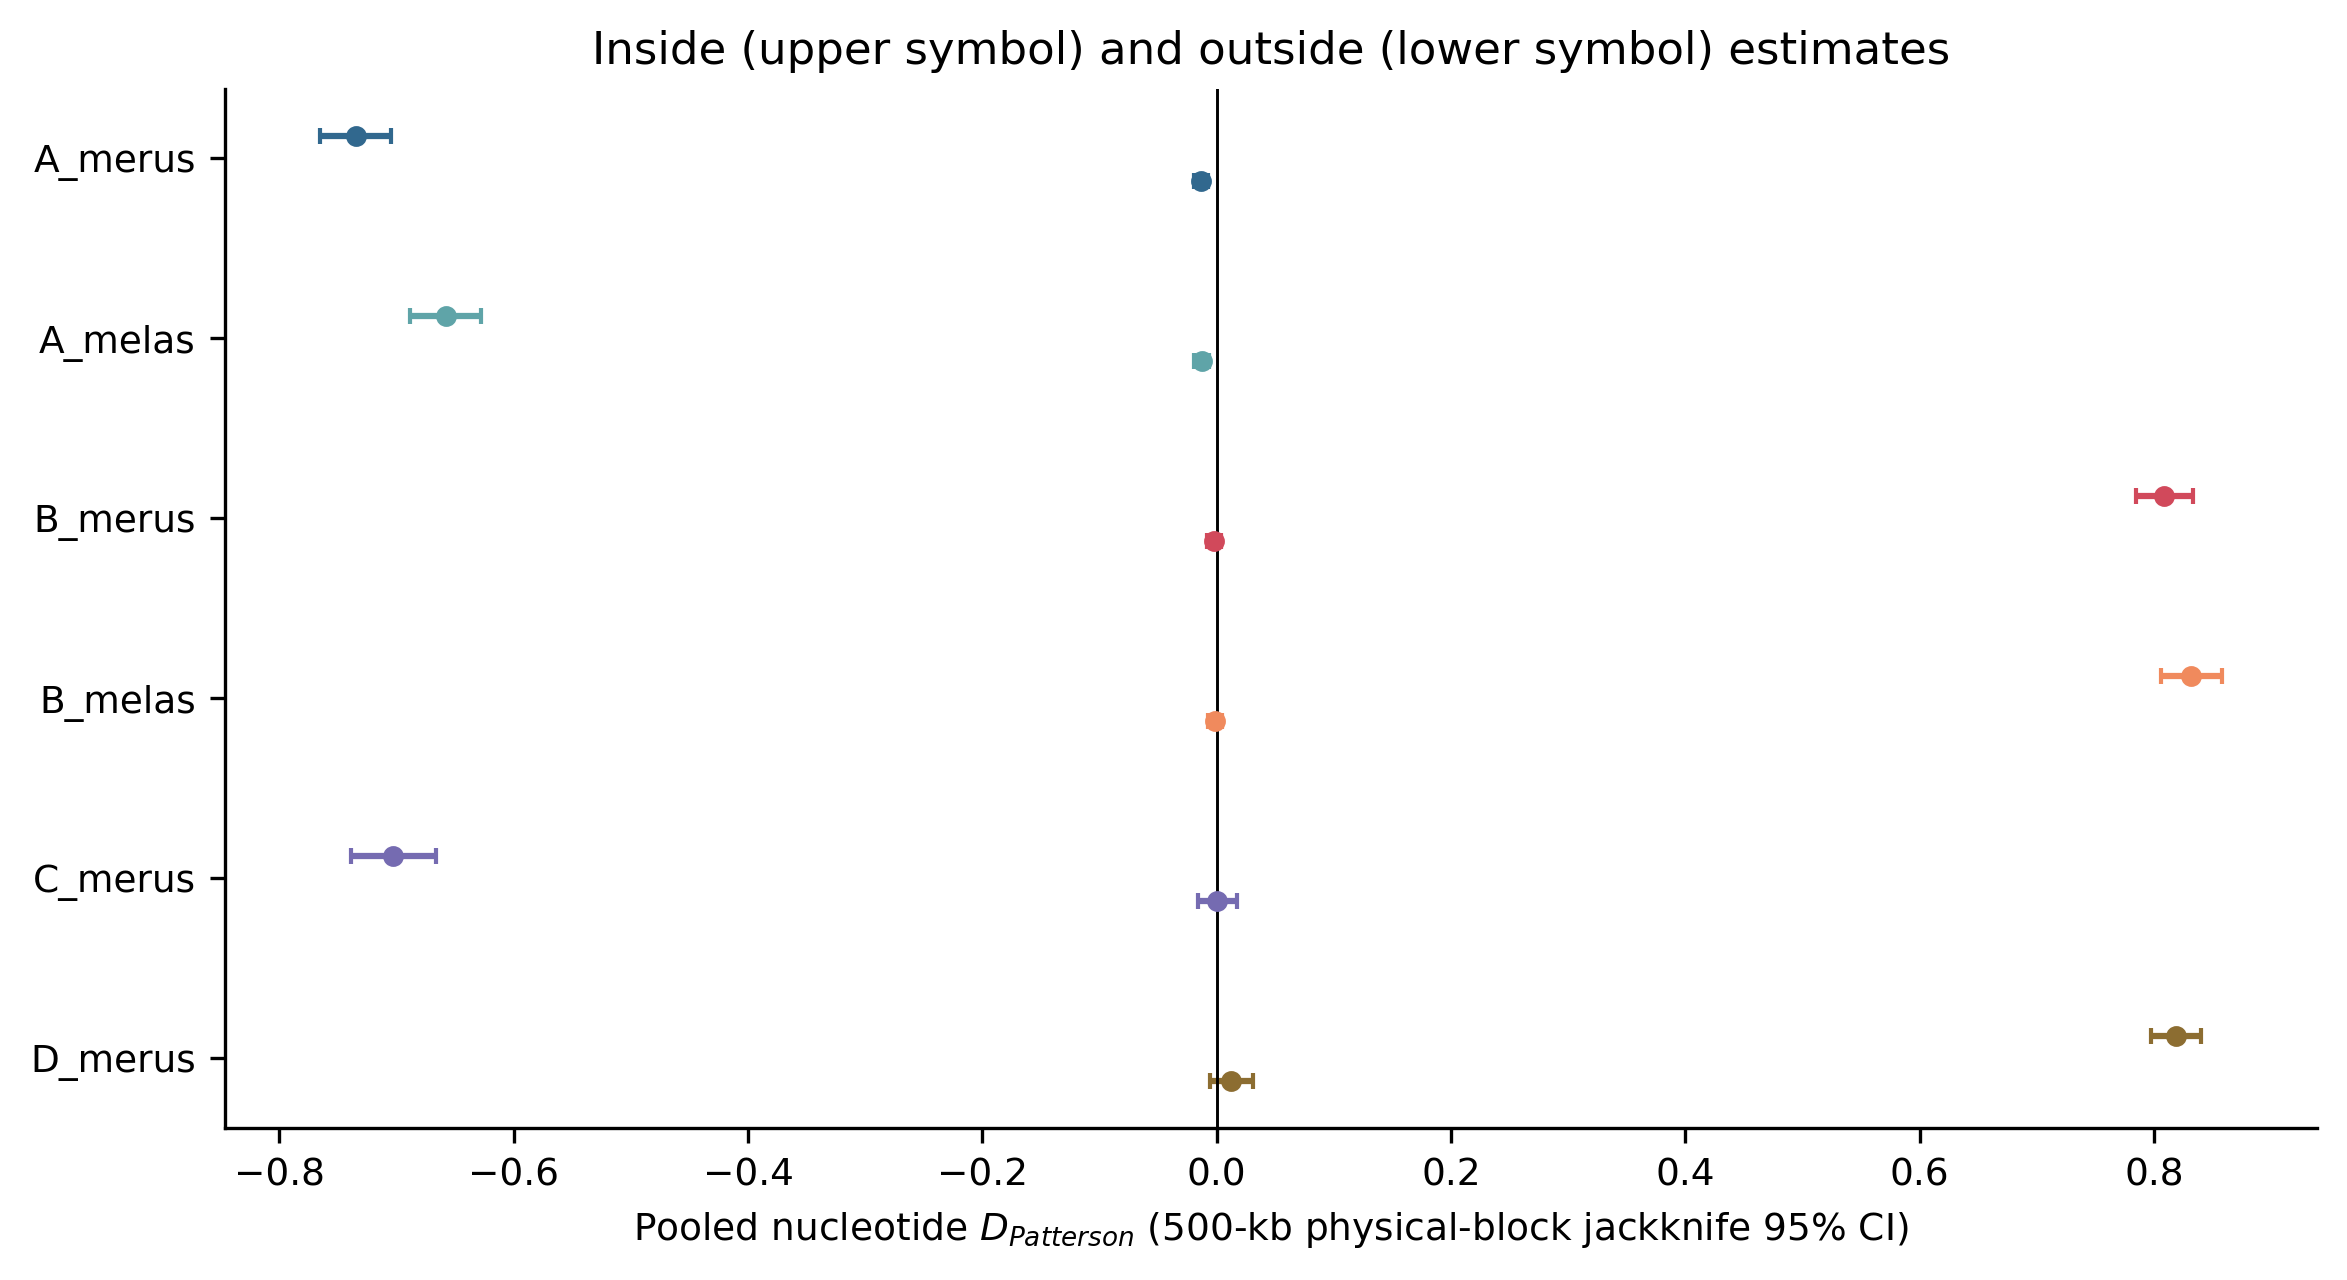 Inside (upper symbol) and outside (lower symbol) estimates
A_merus
A_melas
B_merus
B_melas
C_merus
D_merus
−0.8 −0.6 −0.4 −0.2 0.0 0.2 0.4 0.6 0.8
Pooled nucleotide D_Patterson (500-kb physical-block jackknife 95% CI)